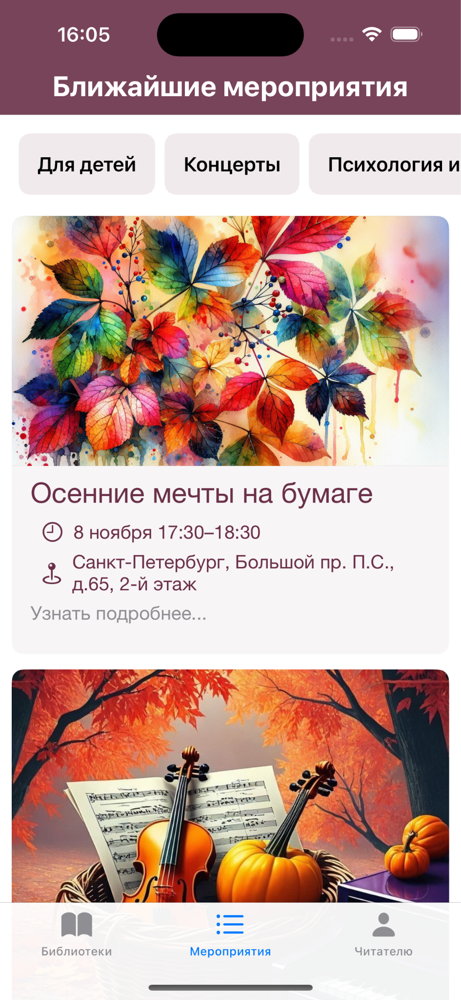 16:05
Ближайшие мероприятия
Для детей
Концерты
Психология и
Осенние мечты на бумаге
8 ноября 17:30–18:30
Санкт-Петербург, Большой пр. П.С.,
д.65, 2-й этаж
Узнать подробнее...
Библиотеки
Мероприятия
Читателю